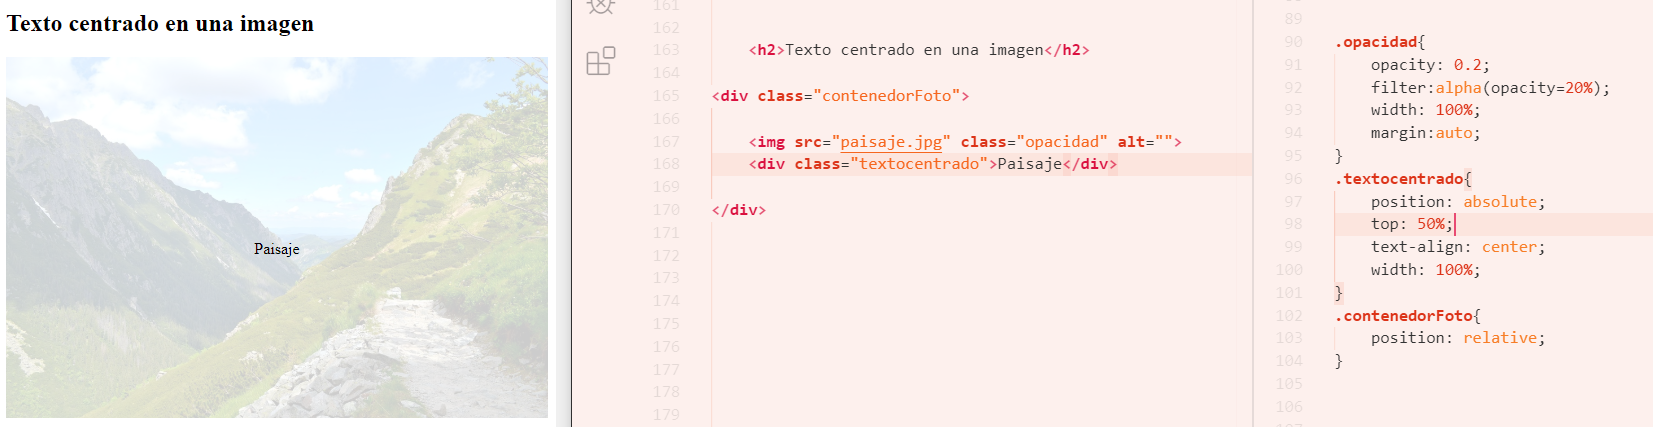 Texto centrado en una imagen
Paisaje
161
162
163 <h2>Texto centrado en una imagen</h2>
164
165 <div class="contenedorFoto">
166
167 <img src="paisaje.jpg" class="opacidad" alt="">
168 <div class="textocentrado">Paisaje</div>
169
170 </div>
171
172
173
174
175
176
177
178
179
89
90 .opacidad{
91 opacity: 0.2;
92 filter:alpha(opacity=20%);
93 width: 100%;
94 margin:auto;
95 }
96 .textocentrado{
97 position: absolute;
98 top: 50%;
99 text-align: center;
100 width: 100%;
101 }
102 .contenedorFoto{
103 position: relative;
104 }
105
106